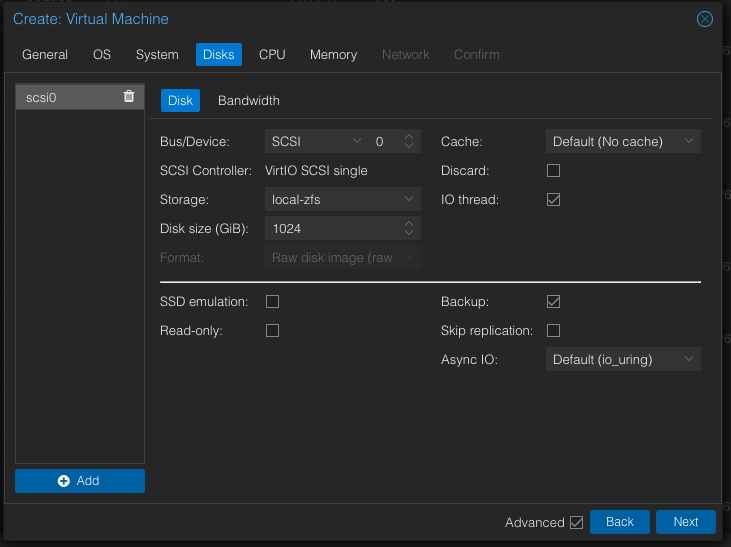 Create: Virtual Machine
General OS System Disks CPU Memory Network Confirm
scsi0
Disk Bandwidth
Bus/Device: SCSI 0 Cache: Default (No cache)
SCSI Controller: VirtIO SCSI single Discard:
Storage: local-zfs IO thread:
Disk size (GiB): 1024
Format: Raw disk image (raw
SSD emulation: Backup:
Read-only: Skip replication:
Async IO: Default (io_uring)
Add
Advanced Back Next